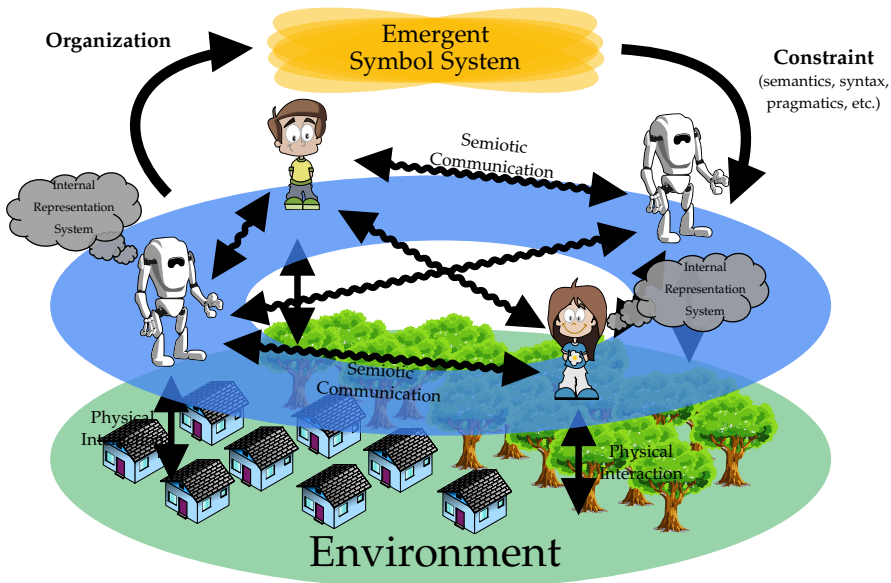 Organization
Emergent
Symbol System
Constraint
(semantics, syntax,
pragmatics, etc.)
Semiotic
Communication
Internal
Representation
System
Internal
Representation
System
Semiotic
Communication
Physical
Physical
Interaction
Environment